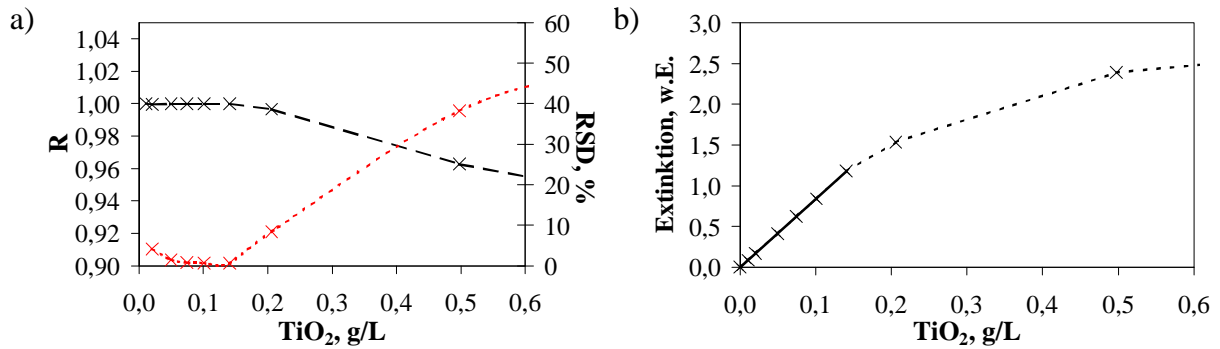 a)
1,04
1,02
1,00
0,98
0,96
0,94
0,92
0,90
R
60
50
40
30
20
10
0
RSD, %
0,0 0,1 0,2 0,3 0,4 0,5 0,6
TiO₂, g/L
b)
3,0
2,5
2,0
1,5
1,0
0,5
0,0
Extinktion, w.E.
0,0 0,1 0,2 0,3 0,4 0,5 0,6
TiO₂, g/L